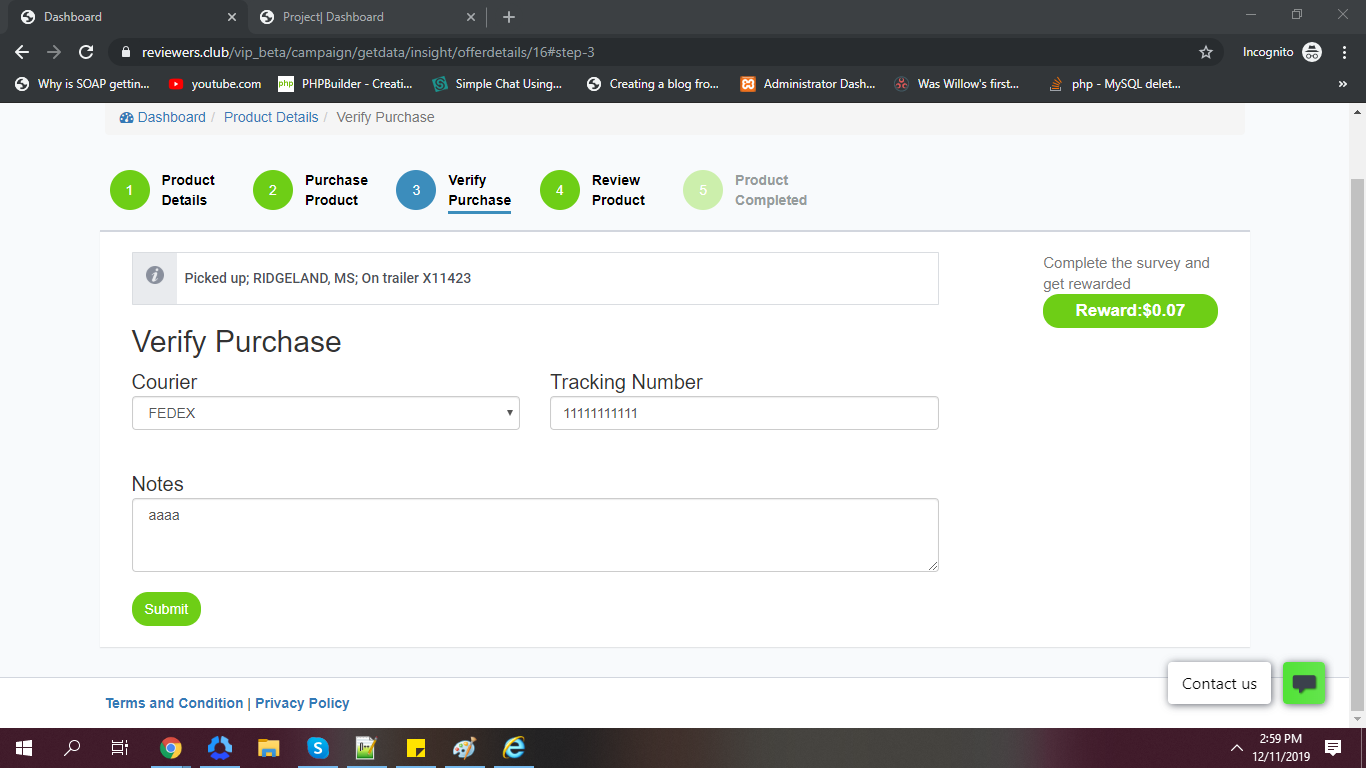 Dashboard
Project| Dashboard
reviewers.club/vip_beta/campaign/getdata/insight/offerdetails/16#step-3
Incognito
Why is SOAP gettin...
youtube.com
php
PHPBuilder - Creati...
Simple Chat Using...
Creating a blog fro...
Administrator Dash...
Was Willow's first...
php - MySQL delet...
Dashboard / Product Details / Verify Purchase
1
Product
Details
2
Purchase
Product
3
Verify
Purchase
4
Review
Product
5
Product
Completed
Picked up; RIDGELAND, MS; On trailer X11423
Complete the survey and
get rewarded
Reward:$0.07
Verify Purchase
Courier
Tracking Number
FEDEX
11111111111
Notes
aaaa
Submit
Contact us
Terms and Condition | Privacy Policy
2:59 PM
12/11/2019